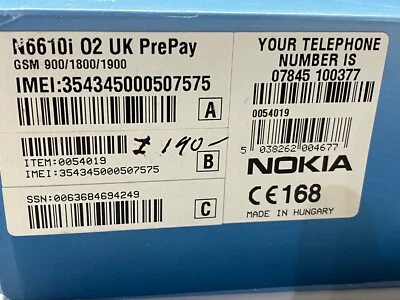 N6610i O2 UK PrePay
GSM 900/1800/1900
IMEI:354345000507575
A
£190-
ITEM:0054019
IMEI:354345000507575
B
SSN:0063684694249
C
YOUR TELEPHONE
NUMBER IS
07845 100377
0054019
5 038262 004677
NOKIA
CE168
MADE IN HUNGARY